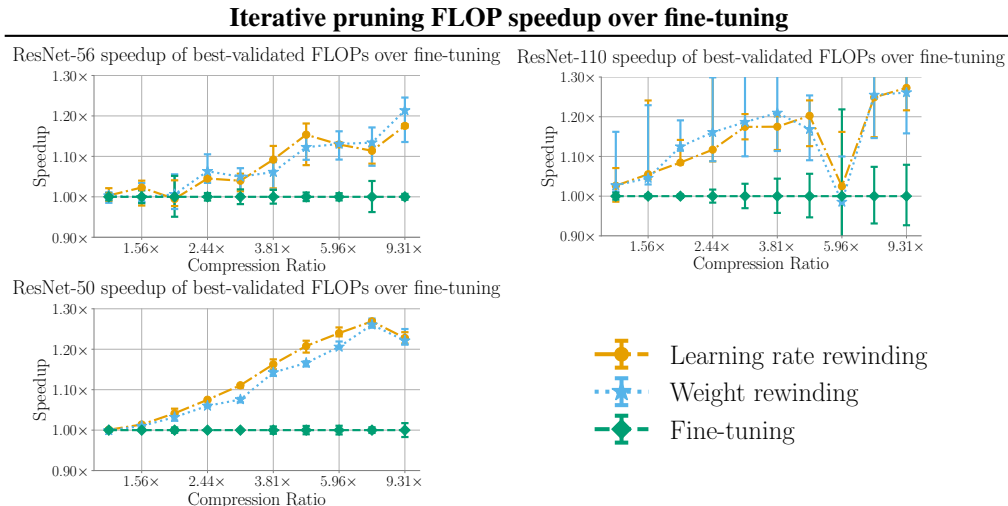 Iterative pruning FLOP speedup over fine-tuning
ResNet-56 speedup of best-validated FLOPs over fine-tuning
1.30×
1.20×
1.10×
1.00×
0.90×
Speedup
1.56× 2.44× 3.81× 5.96× 9.31×
Compression Ratio
ResNet-110 speedup of best-validated FLOPs over fine-tuning
1.30×
1.20×
1.10×
1.00×
0.90×
Speedup
1.56× 2.44× 3.81× 5.96× 9.31×
Compression Ratio
ResNet-50 speedup of best-validated FLOPs over fine-tuning
1.30×
1.20×
1.10×
1.00×
0.90×
Speedup
1.56× 2.44× 3.81× 5.96× 9.31×
Compression Ratio
Learning rate rewinding
Weight rewinding
Fine-tuning